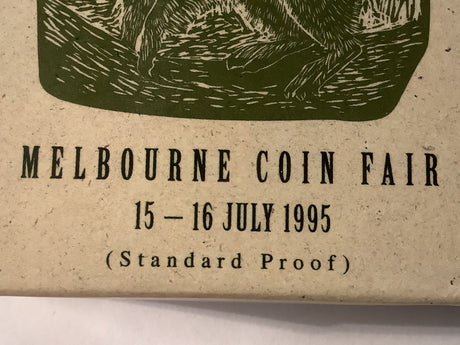 MELBOURNE COIN FAIR
15 – 16 JULY 1995
(Standard Proof)